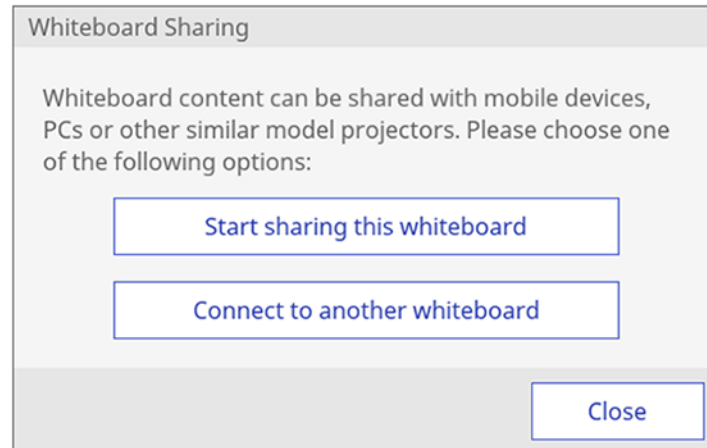 Whiteboard Sharing
Whiteboard content can be shared with mobile devices,
PCs or other similar model projectors. Please choose one
of the following options:
Start sharing this whiteboard
Connect to another whiteboard
Close